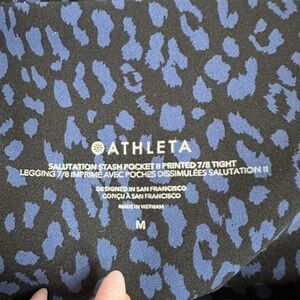 ATHLETA
SALUTATION STASH POCKET II PRINTED 7/8 TIGHT
LEGGING 7/8 IMPRIMÉ AVEC POCHES DISSIMULÉES SALUTATION II
DESIGNED IN SAN FRANCISCO
CONÇU À SAN FRANCISCO
MADE IN VIETNAM
M